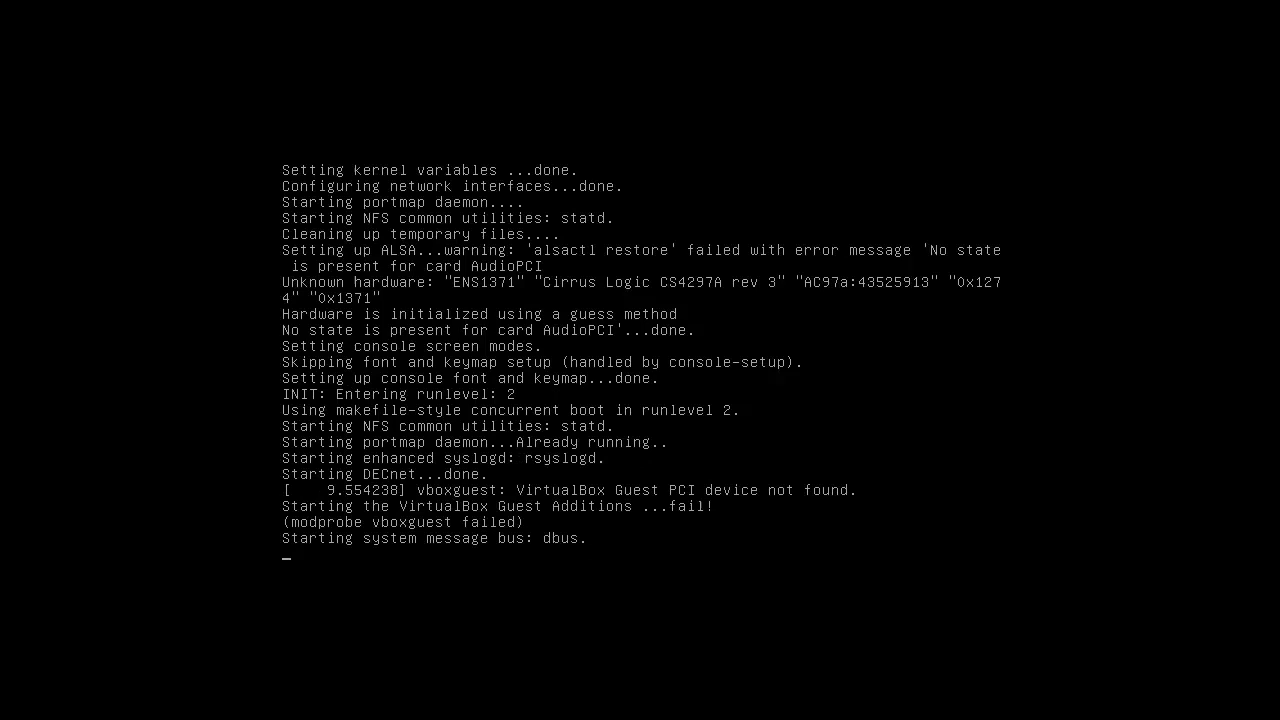 Setting kernel variables ...done.
Configuring network interfaces...done.
Starting portmap daemon....
Starting NFS common utilities: statd.
Cleaning up temporary files....
Setting up ALSA...warning: 'alsactl restore' failed with error message 'No state
is present for card AudioPCI
Unknown hardware: "ENS1371" "Cirrus Logic CS4297A rev 3" "AC97a:43525913" "0x127
4" "0x1371"
Hardware is initialized using a guess method
No state is present for card AudioPCI'...done.
Setting console screen modes.
Skipping font and keymap setup (handled by console-setup).
Setting up console font and keymap...done.
INIT: Entering runlevel: 2
Using makefile-style concurrent boot in runlevel 2.
Starting NFS common utilities: statd.
Starting portmap daemon...Already running..
Starting enhanced syslogd: rsyslogd.
Starting DECnet...done.
[    9.554238] vboxguest: VirtualBox Guest PCI device not found.
Starting the VirtualBox Guest Additions ...fail!
(modprobe vboxguest failed)
Starting system message bus: dbus.